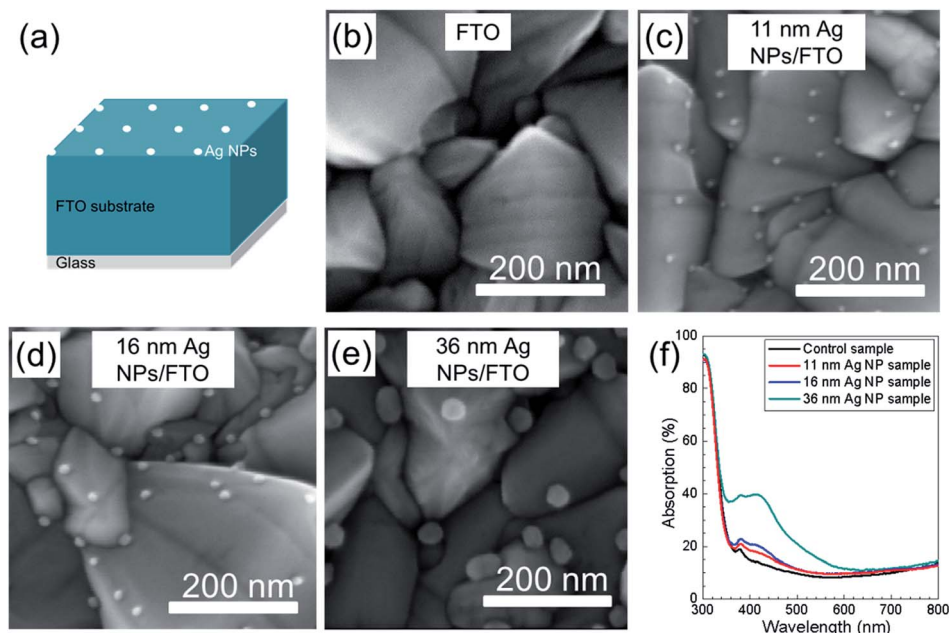 (a)
Ag NPs
FTO substrate
Glass
(b)
FTO
200 nm
(c)
11 nm Ag
NPs/FTO
200 nm
(d)
16 nm Ag
NPs/FTO
200 nm
(e)
36 nm Ag
NPs/FTO
200 nm
(f)
100
80
60
40
20
0
Absorption (%)
Control sample
11 nm Ag NP sample
16 nm Ag NP sample
36 nm Ag NP sample
300 400 500 600 700 800
Wavelength (nm)